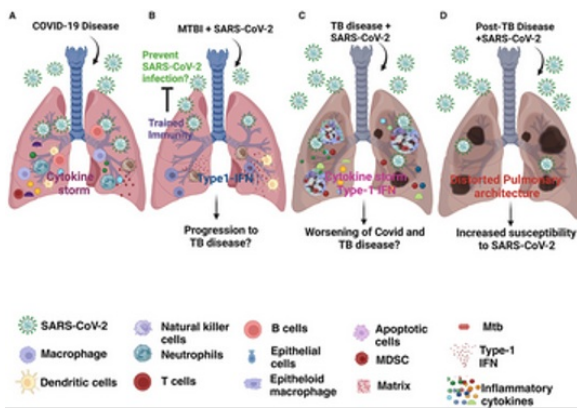 A
COVID-19 Disease
B
MTBI + SARS-CoV-2
C
TB disease +
SARS-CoV-2
D
Post-TB Disease
+SARS-CoV-2
Prevent
SARS-CoV-2
infection?
Trained
Immunity
Cytokine
storm
Type1-IFN
Cytokine storm
Type-1 IFN
Distorted Pulmonary
architecture
Progression to
TB disease?
Worsening of Covid and
TB disease?
Increased susceptibility
to SARS-CoV-2
SARS-CoV-2
Natural killer
cells
B cells
Apoptotic
cells
Mtb
Macrophage
Neutrophils
Epithelial
cells
MDSC
Type-1
IFN
Dendritic cells
T cells
Epitheloid
macrophage
Matrix
Inflammatory
cytokines